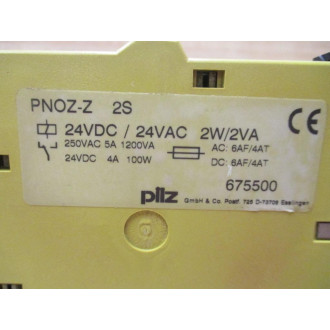 PNOZ-Z 2S CE
24VDC / 24VAC 2W/2VA
250VAC 5A 1200VA AC: 6AF/4AT
24VDC 4A 100W DC: 6AF/4AT
pilz 675500
GmbH & Co. Postf. D-73706 Esslingen